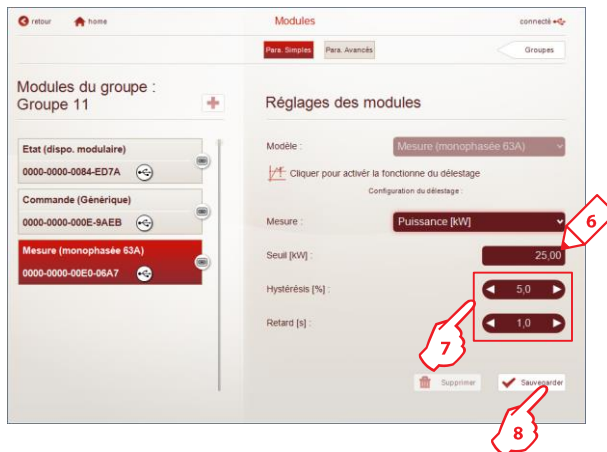 retour
home
Modules
connecté
Para. Simples
Para. Avancés
Groupes
Modules du groupe :
Groupe 11
Réglages des modules
Etat (dispo. modulaire)
0000-0000-0084-ED7A
Commande (Générique)
0000-0000-000E-9AEB
Mesure (monophasée 63A)
0000-0000-00E0-06A7
Modèle :
Mesure (monophasée 63A)
Cliquer pour activér la fonctionne du délestage
Configuration du délestage :
Mesure :
Puissance [kW]
6
Seuil [kW] :
25,00
Hystérésis [%] :
5,0
Retard [s] :
1,0
7
Supprimer
Sauvegarder
8